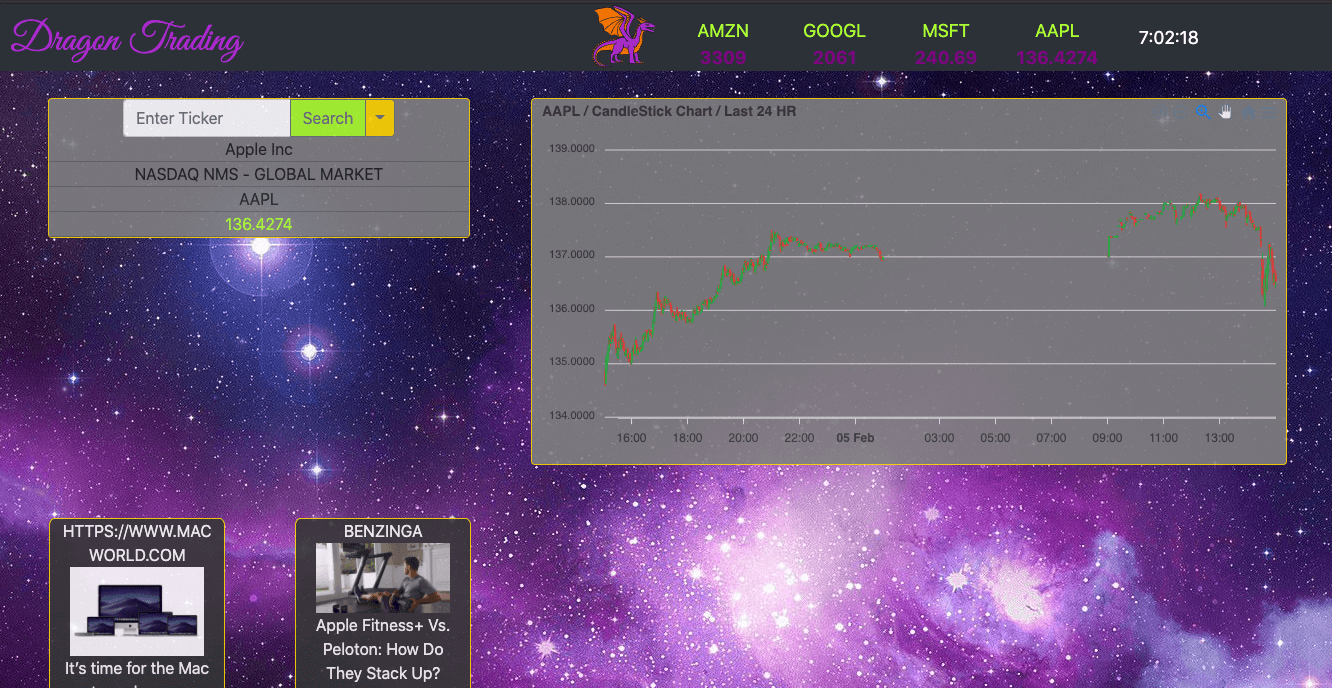 Dragon Trading
AMZN
3309
GOOGL
2061
MSFT
240.69
AAPL
136.4274
7:02:18
Enter Ticker
Search
Apple Inc
NASDAQ NMS - GLOBAL MARKET
AAPL
136.4274
AAPL / CandleStick Chart / Last 24 HR
139.0000
138.0000
137.0000
136.0000
135.0000
134.0000
16:00 18:00 20:00 22:00 05 Feb 03:00 05:00 07:00 09:00 11:00 13:00
HTTPS://WWW.MAC
WORLD.COM
It’s time for the Mac
BENZINGA
Apple Fitness+ Vs.
Peloton: How Do
They Stack Up?